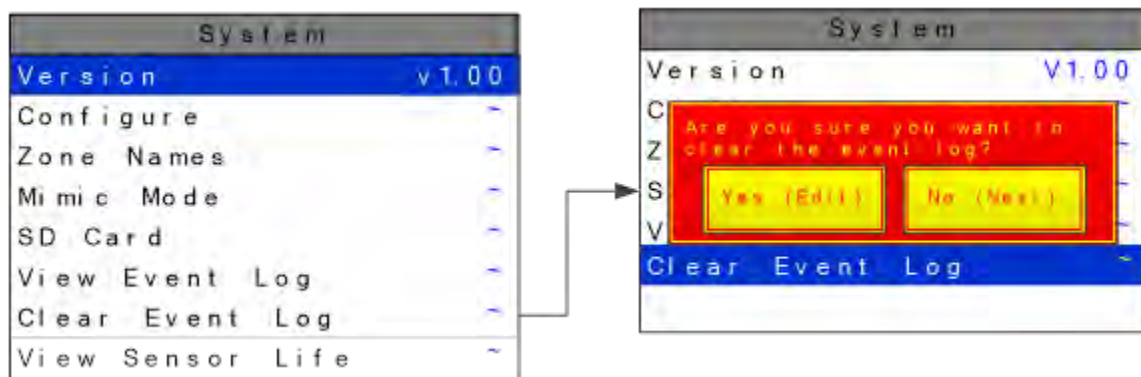 System
Version v1.00
Configure ~
Zone Names ~
Mimic Mode ~
SD Card ~
View Event Log ~
Clear Event Log ~
View Sensor Life ~
System
Version V1.00
C
Z
S
V
Are you sure you want to
clear the event log?
Yes (Edit) No (Next)
Clear Event Log ~